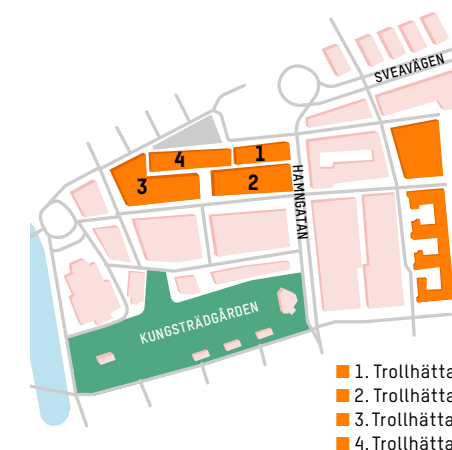 SVEAVÄGEN
4
1
3
2
HAMNGATAN
KUNGSTRÄDGÅRDEN
1. Trollhätta
2. Trollhätta
3. Trollhätta
4. Trollhätta